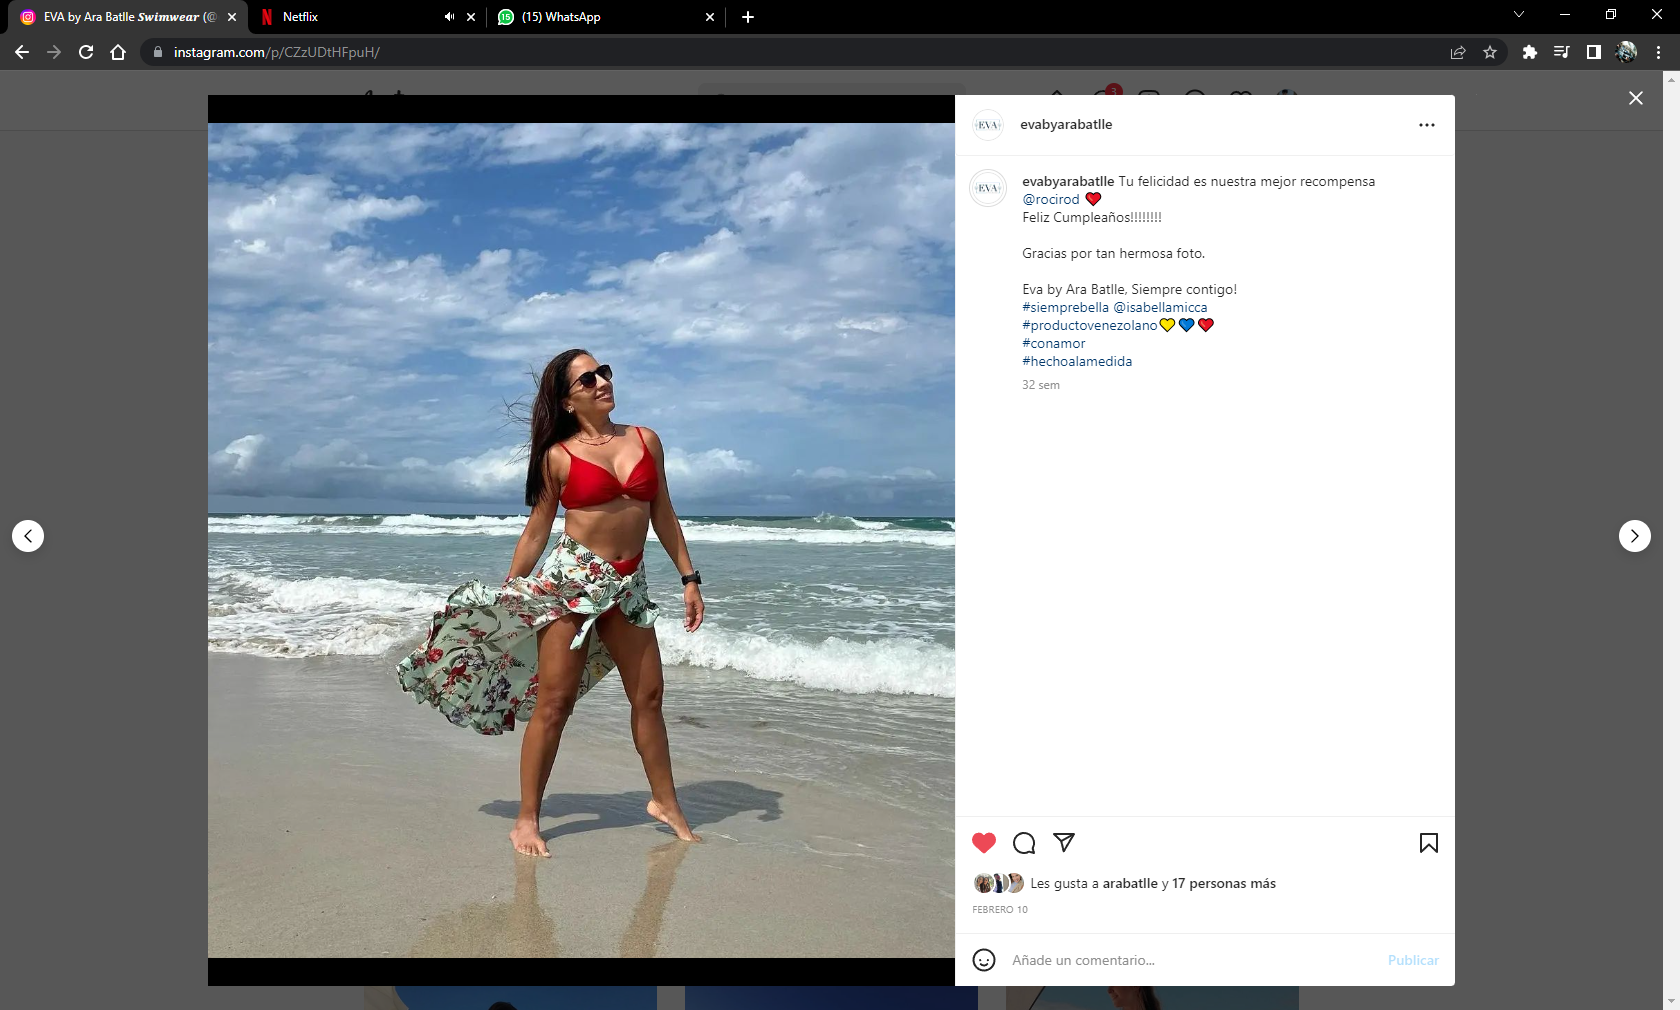 EVA by Ara Batlle Swimwear (@
Netflix
(15) WhatsApp
instagram.com/p/CZzUDtHFpuH/
3
EVA
evabyarabatlle
EVA
evabyarabatlle Tu felicidad es nuestra mejor recompensa
@rocirod ❤️
Feliz Cumpleaños!!!!!!!!
Gracias por tan hermosa foto.
Eva by Ara Batlle, Siempre contigo!
#siemprebella @isabellamicca
#productovenezolano💛💙❤️
#conamor
#hechoalamedida
32 sem
Les gusta a arabatlle y 17 personas más
FEBRERO 10
Añade un comentario...
Publicar